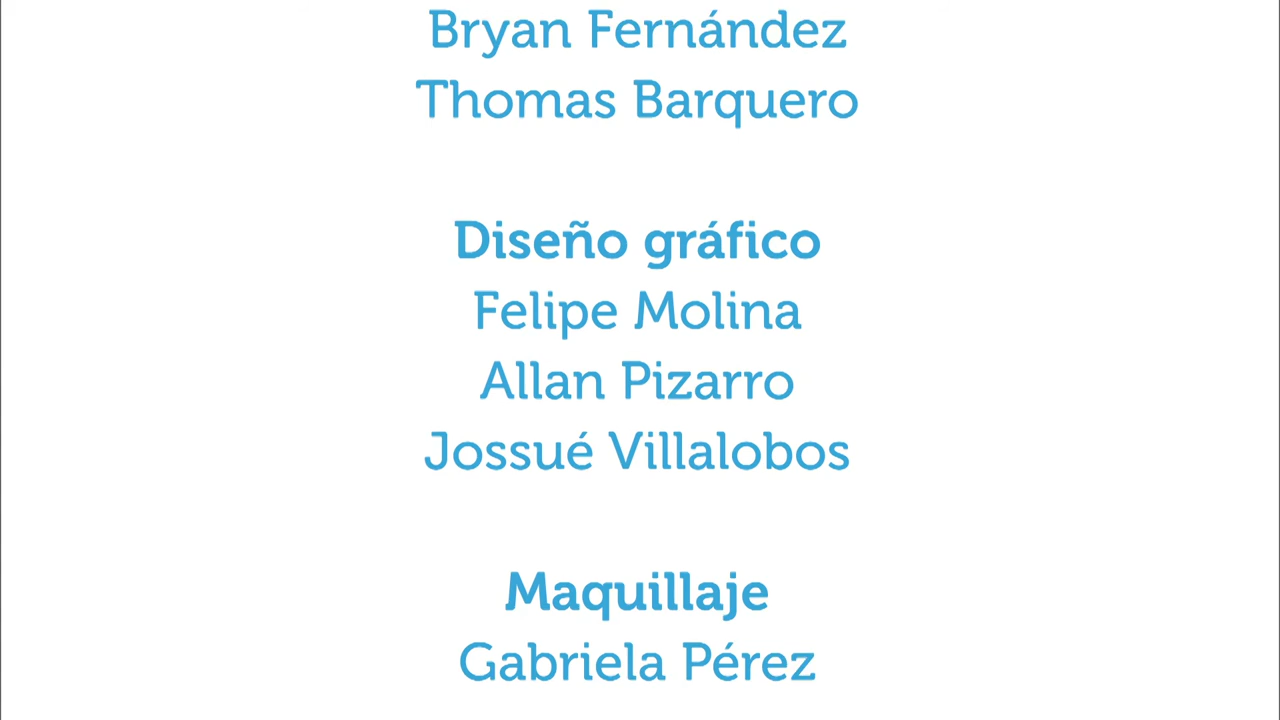 Bryan Fernández
Thomas Barquero
Diseño gráfico
Felipe Molina
Allan Pizarro
Jossué Villalobos
Maquillaje
Gabriela Pérez